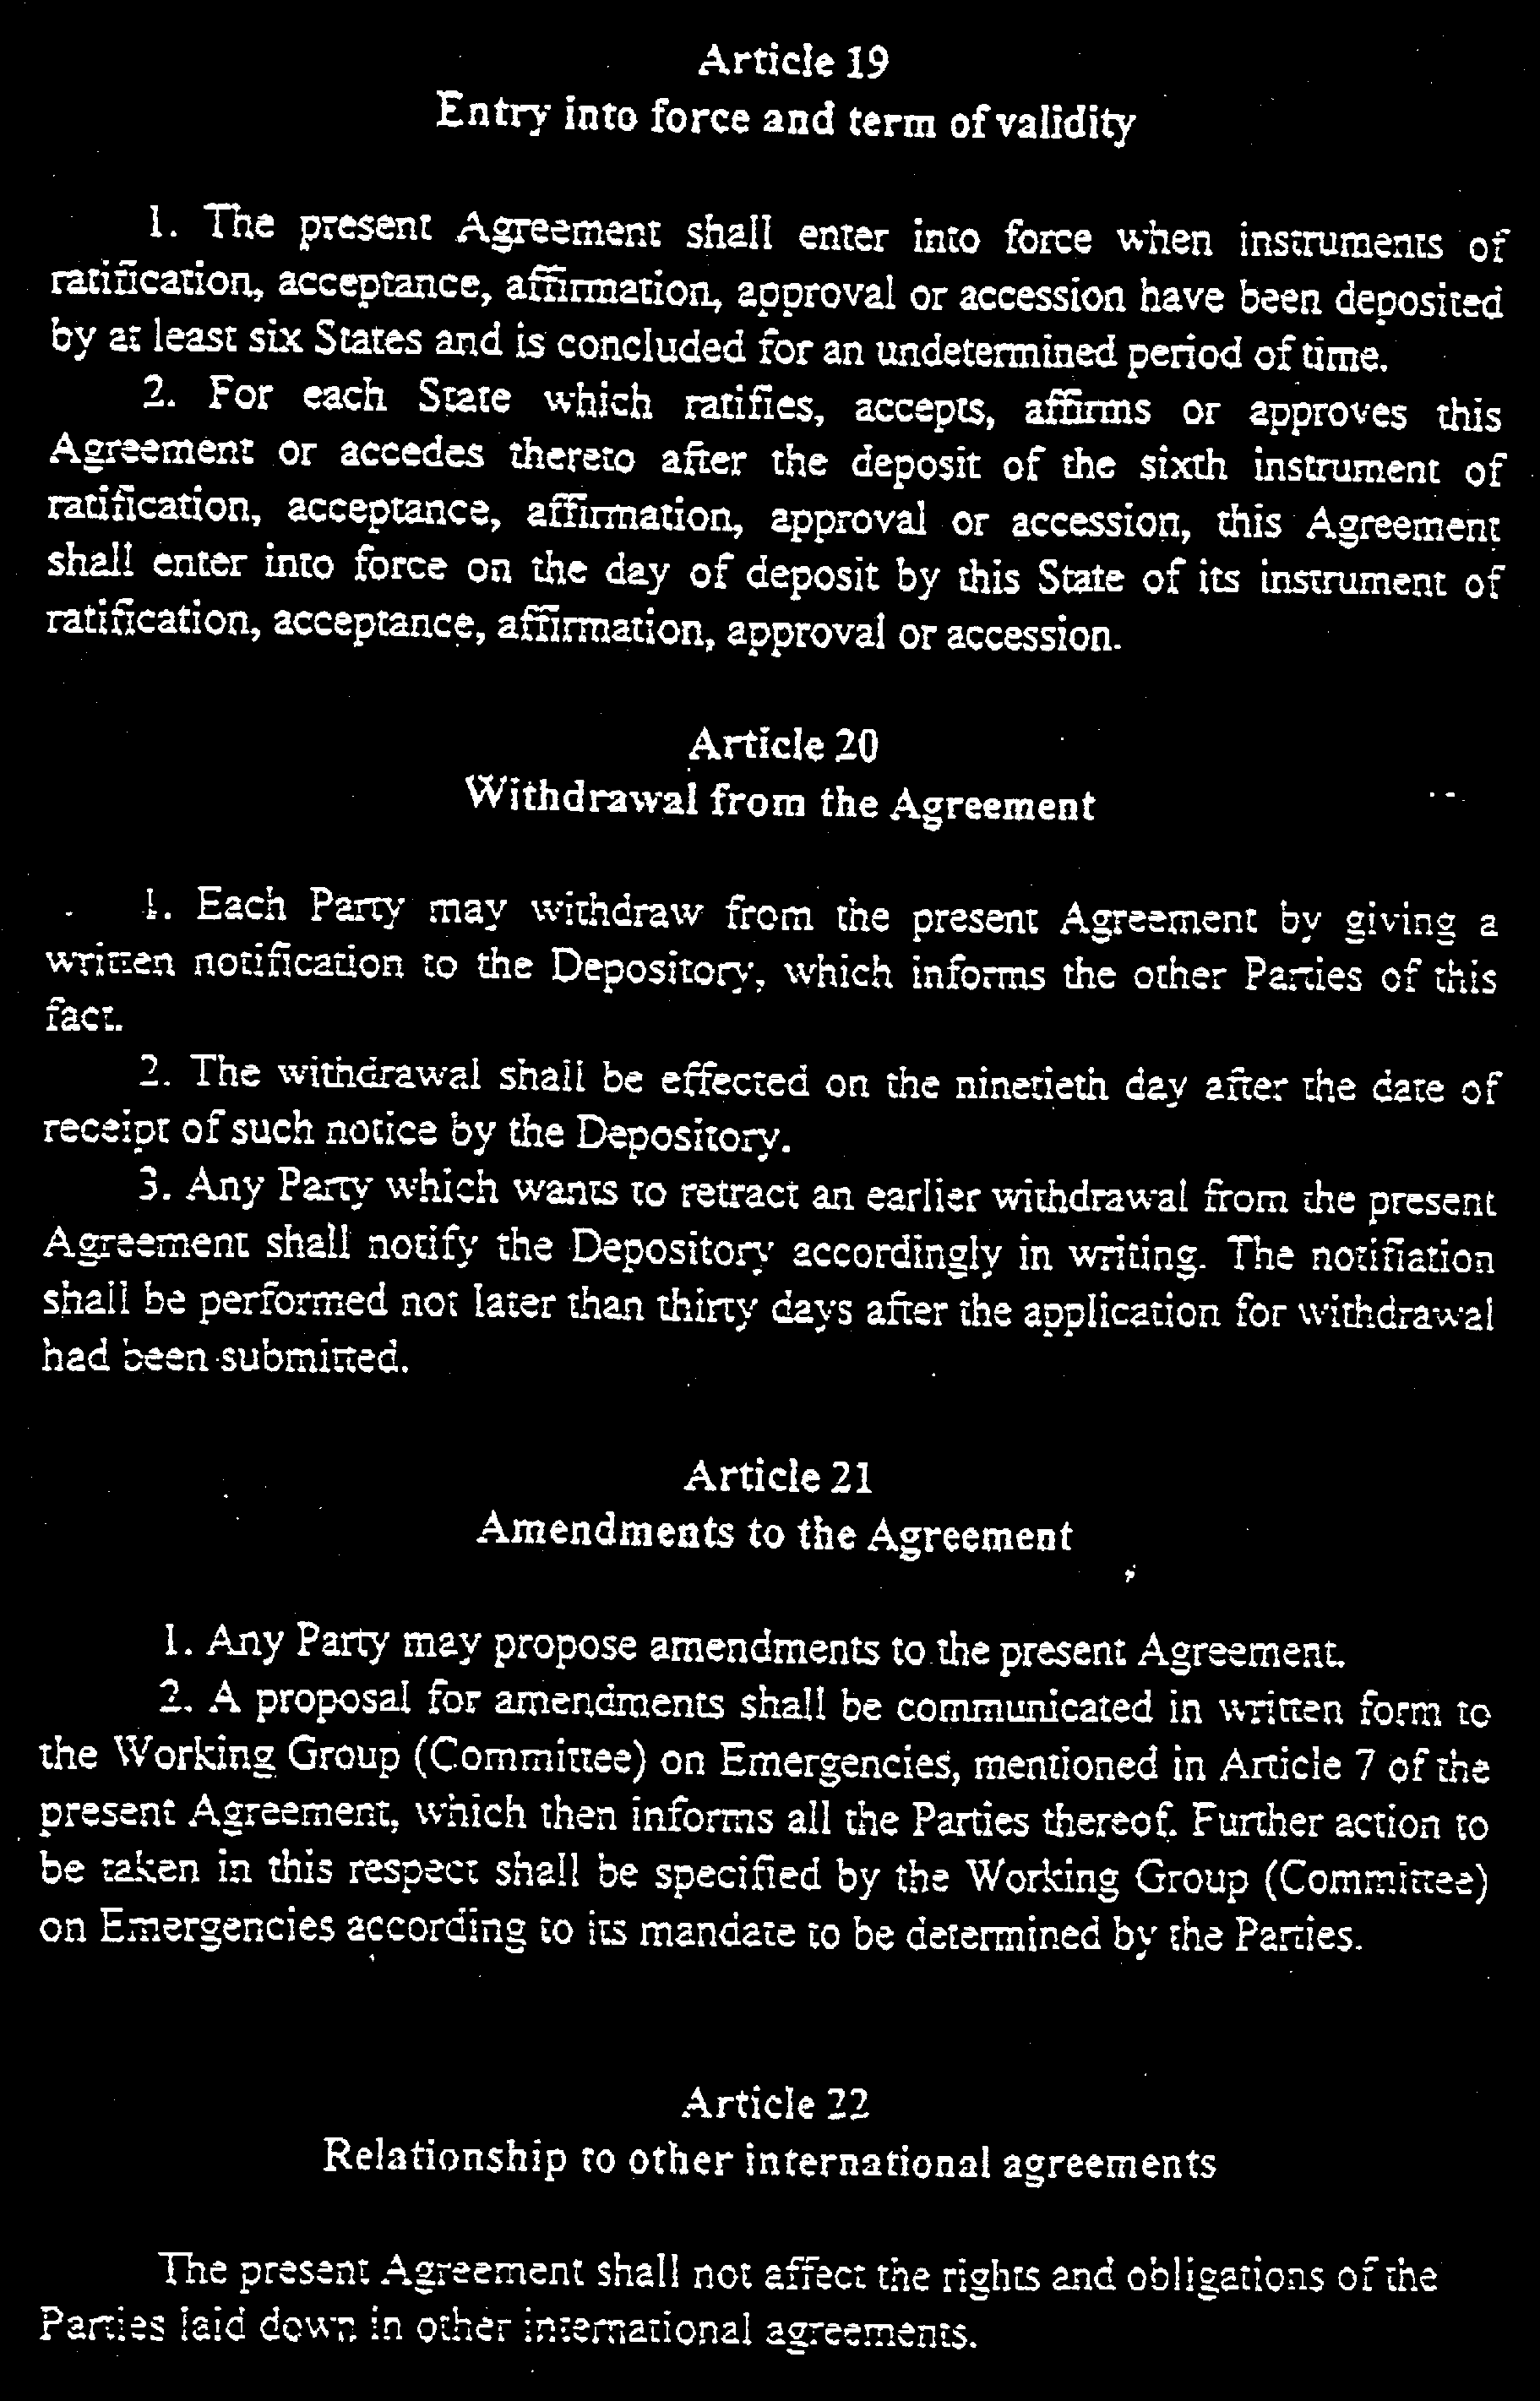 Article 19
Entry into force and term of validity
1. The present Agreement shall enter into force when instruments of
ratification, acceptance, affirmation, approval or accession have been deposited
by at least six States and is concluded for an undetermined period of time.
2. For each State which ratifies, accepts, affirms or approves this
Agreement or accedes thereto after the deposit of the sixth instrument of
ratification, acceptance, affirmation, approval or accession, this Agreement
shall enter into force on the day of deposit by this State of its instrument of
ratification, acceptance, affirmation, approval or accession.
Article 20
Withdrawal from the Agreement
1. Each Party may withdraw from the present Agreement by giving a
written notification to the Depository, which informs the other Parties of this
fact.
2. The withdrawal shall be effected on the ninetieth day after the date of
receipt of such notice by the Depository.
3. Any Party which wants to retract an earlier withdrawal from the present
Agreement shall notify the Depository accordingly in writing. The notifiation
shall be performed not later than thirty days after the application for withdrawal
had been submitted.
Article 21
Amendments to the Agreement
1. Any Party may propose amendments to the present Agreement.
2. A proposal for amendments shall be communicated in written form to
the Working Group (Committee) on Emergencies, mentioned in Article 7 of the
present Agreement, which then informs all the Parties thereof. Further action to
be taken in this respect shall be specified by the Working Group (Committee)
on Emergencies according to its mandate to be determined by the Parties.
Article 22
Relationship to other international agreements
The present Agreement shall not affect the rights and obligations of the
Parties laid down in other international agreements.